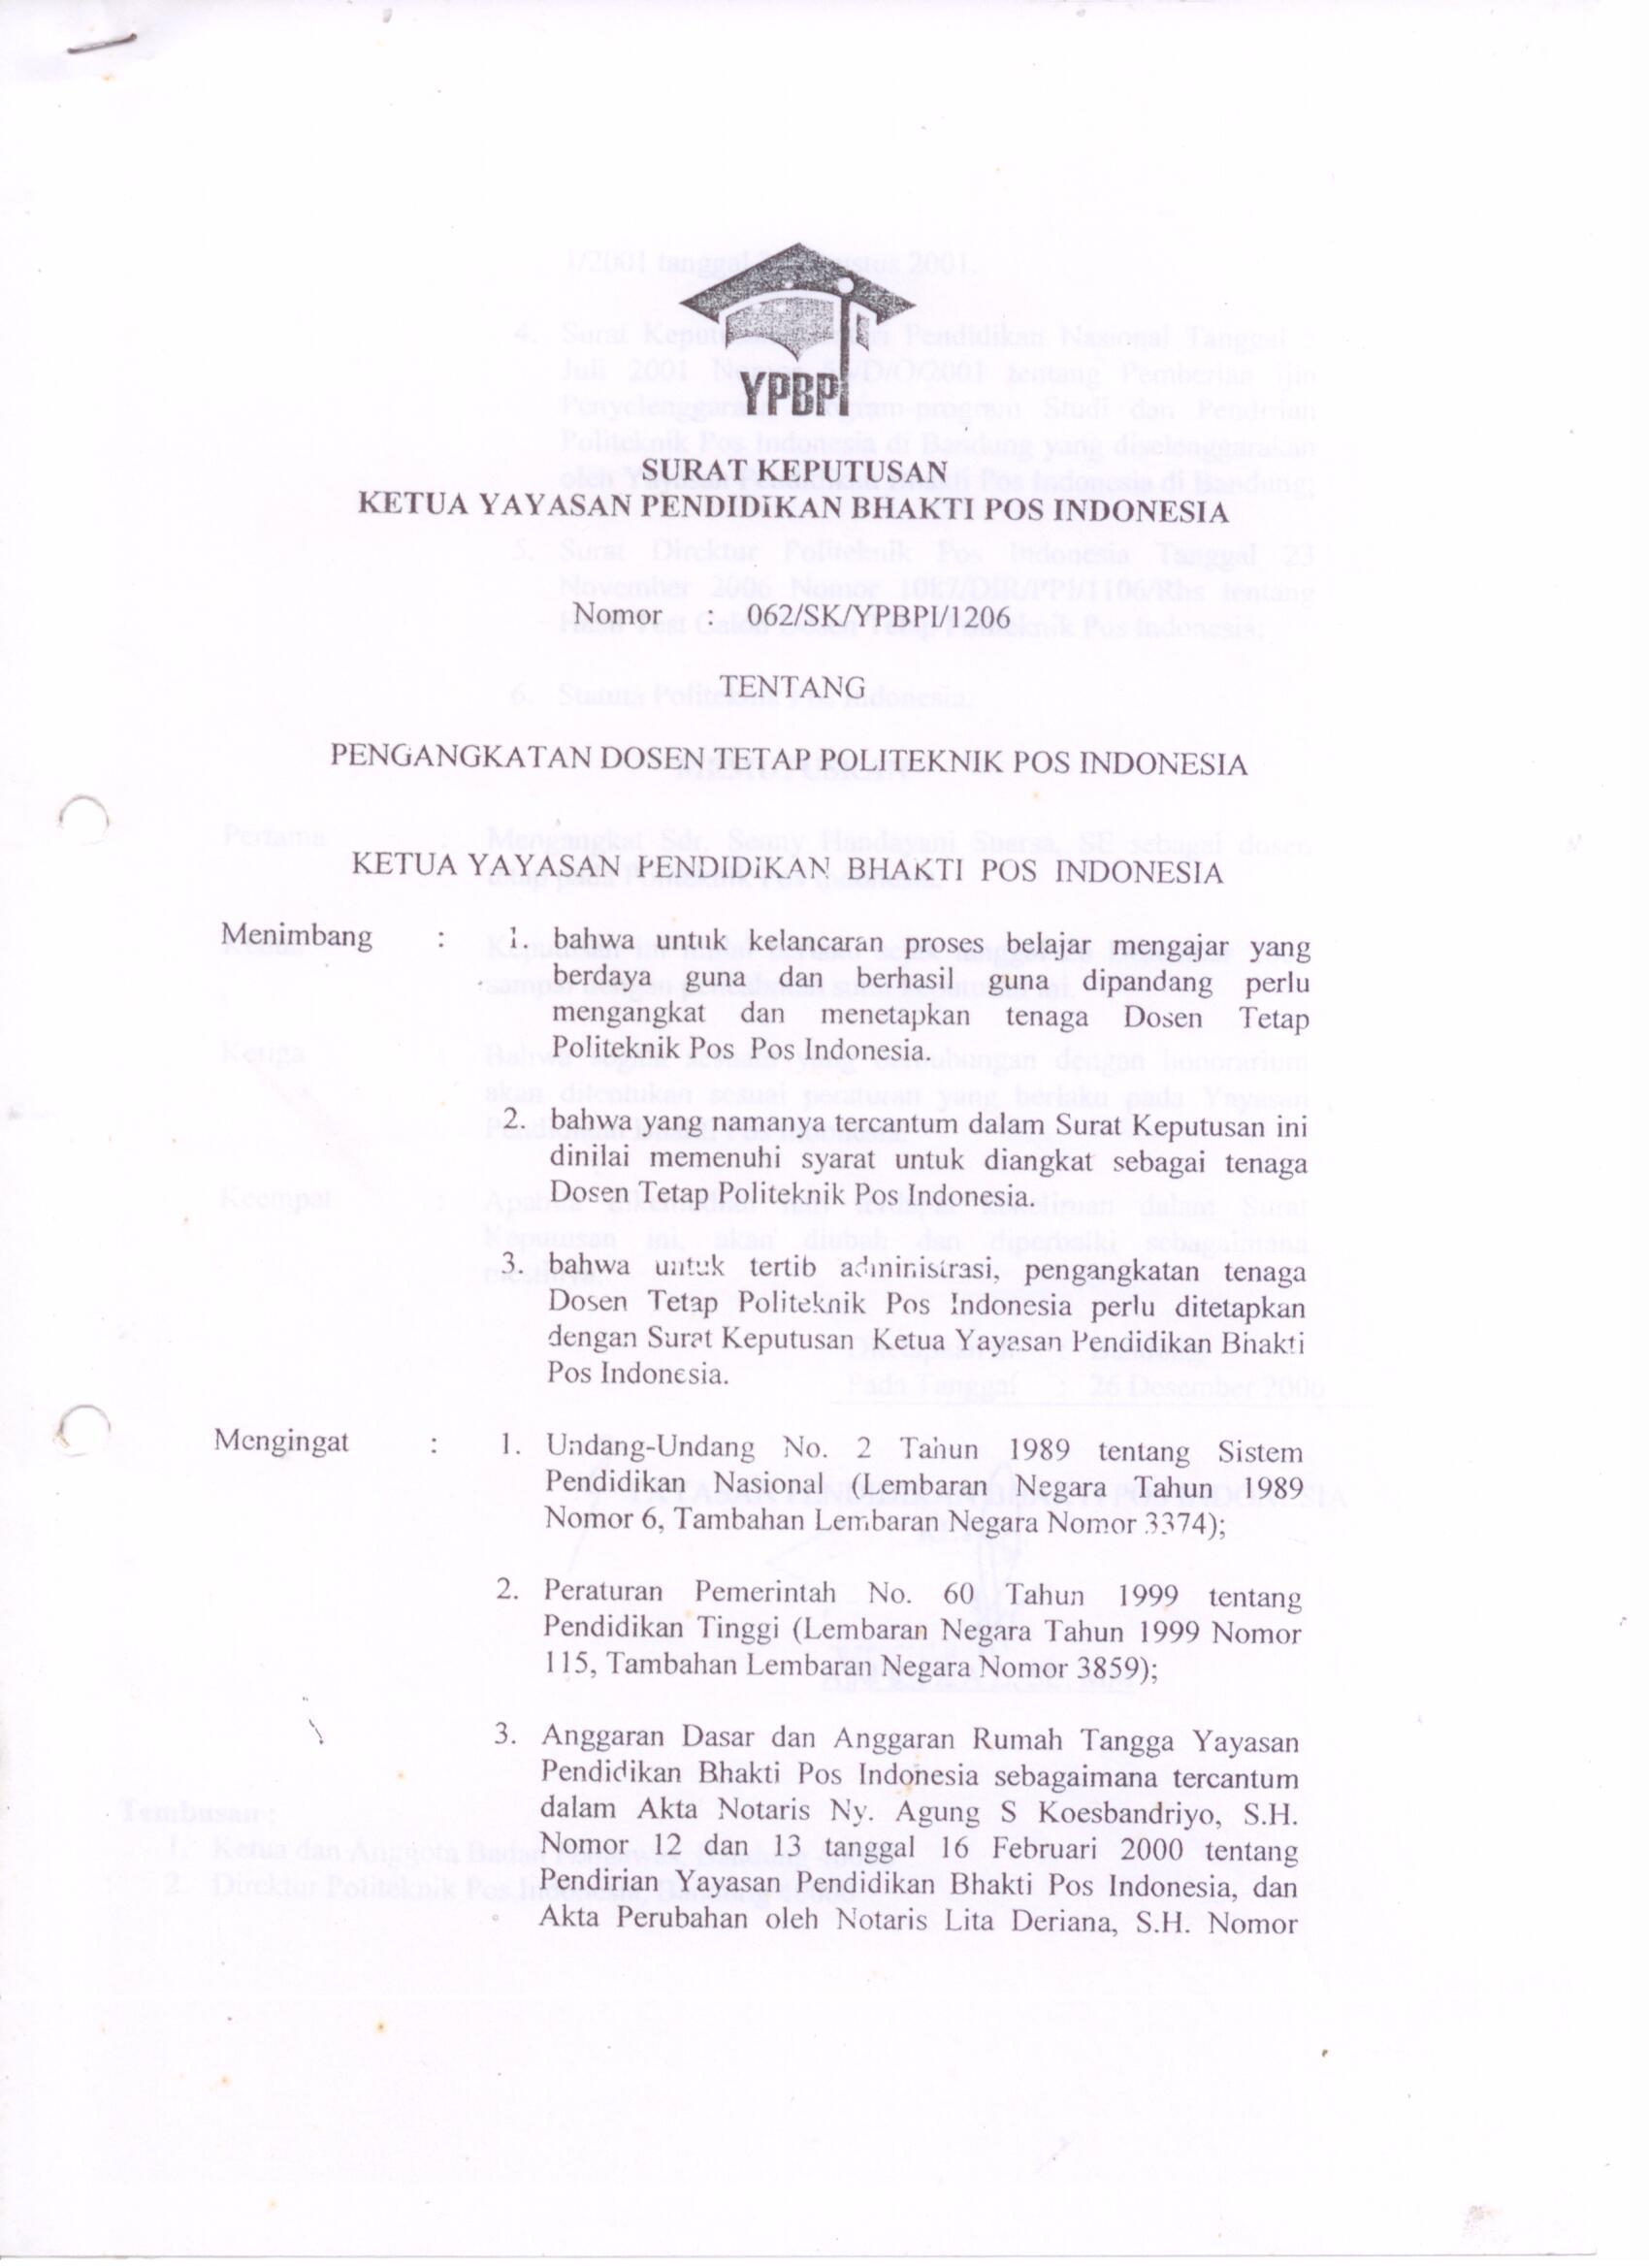 YPBPI
SURAT KEPUTUSAN
KETUA YAYASAN PENDIDIKAN BHAKTI POS INDONESIA
Nomor : 062/SK/YPBPI/1206
TENTANG
PENGANGKATAN DOSEN TETAP POLITEKNIK POS INDONESIA
KETUA YAYASAN PENDIDIKAN BHAKTI POS INDONESIA
Menimbang : 1. bahwa untuk kelancaran proses belajar mengajar yang
berdaya guna dan berhasil guna dipandang perlu
mengangkat dan menetapkan tenaga Dosen Tetap
Politeknik Pos Pos Indonesia.
2. bahwa yang namanya tercantum dalam Surat Keputusan ini
dinilai memenuhi syarat untuk diangkat sebagai tenaga
Dosen Tetap Politeknik Pos Indonesia.
3. bahwa untuk tertib administrasi, pengangkatan tenaga
Dosen Tetap Politeknik Pos Indonesia perlu ditetapkan
dengan Surat Keputusan Ketua Yayasan Pendidikan Bhakti
Pos Indonesia.
Mengingat : 1. Undang-Undang No. 2 Tahun 1989 tentang Sistem
Pendidikan Nasional (Lembaran Negara Tahun 1989
Nomor 6, Tambahan Lembaran Negara Nomor 3374);
2. Peraturan Pemerintah No. 60 Tahun 1999 tentang
Pendidikan Tinggi (Lembaran Negara Tahun 1999 Nomor
115, Tambahan Lembaran Negara Nomor 3859);
3. Anggaran Dasar dan Anggaran Rumah Tangga Yayasan
Pendidikan Bhakti Pos Indonesia sebagaimana tercantum
dalam Akta Notaris Ny. Agung S Koesbandriyo, S.H.
Nomor 12 dan 13 tanggal 16 Februari 2000 tentang
Pendirian Yayasan Pendidikan Bhakti Pos Indonesia, dan
Akta Perubahan oleh Notaris Lita Deriana, S.H. Nomor